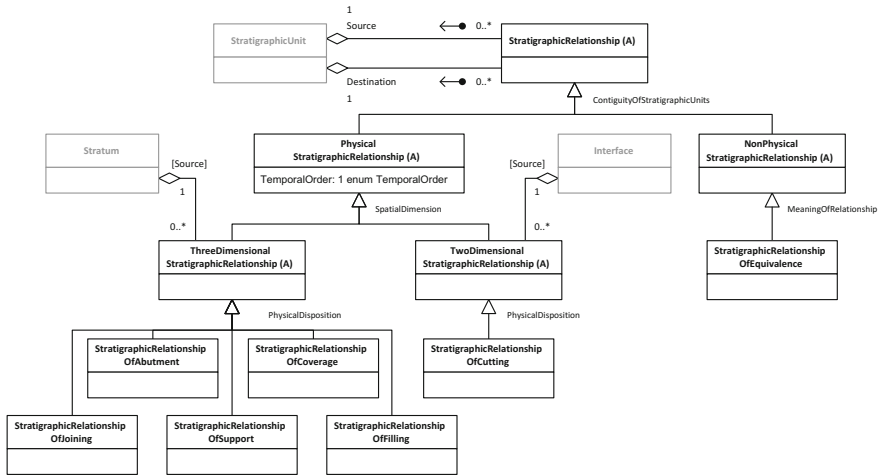 1
Source
0..*
StratigraphicUnit
StratigraphicRelationship (A)
Destination
0..*
1
ContiguityOfStratigraphicUnits
Stratum
Physical
StratigraphicRelationship (A)
Interface
NonPhysical
StratigraphicRelationship (A)
[Source]
[Source]
TemporalOrder: 1 enum TemporalOrder
1
1
SpatialDimension
MeaningOfRelationship
0..*
0..*
ThreeDimensional
StratigraphicRelationship (A)
TwoDimensional
StratigraphicRelationship (A)
StratigraphicRelationship
OfEquivalence
PhysicalDisposition
PhysicalDisposition
StratigraphicRelationship
OfAbutment
StratigraphicRelationship
OfCoverage
StratigraphicRelationship
OfCutting
StratigraphicRelationship
OfJoining
StratigraphicRelationship
OfSupport
StratigraphicRelationship
OfFilling